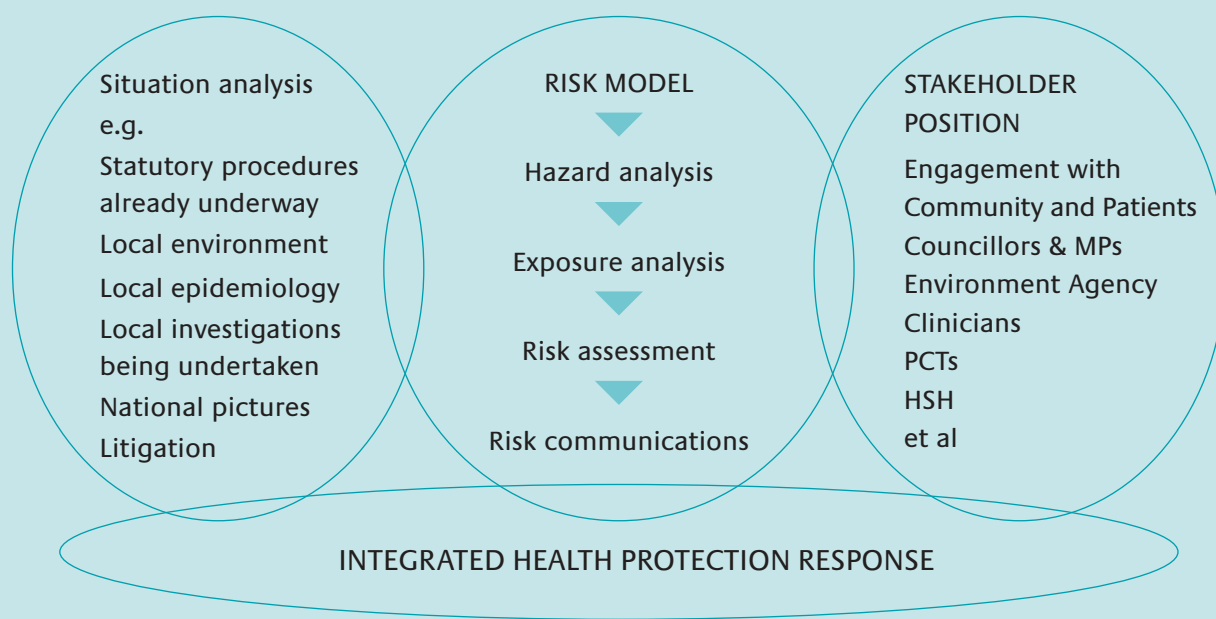 Situation analysis
e.g.
Statutory procedures
already underway
Local environment
Local epidemiology
Local investigations
being undertaken
National pictures
Litigation
RISK MODEL
Hazard analysis
Exposure analysis
Risk assessment
Risk communications
STAKEHOLDER
POSITION
Engagement with
Community and Patients
Councillors & MPs
Environment Agency
Clinicians
PCTs
HSH
et al
INTEGRATED HEALTH PROTECTION RESPONSE